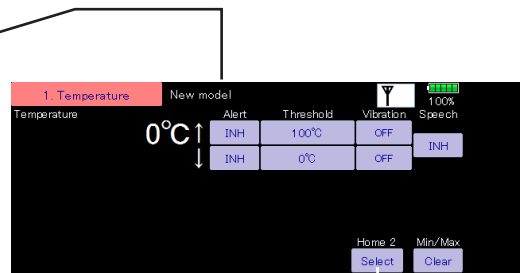 1. Temperature New model 100%
Temperature Alert Threshold Vibration Speech
0°C ↑ INH 100°C OFF INH
↓ INH 0°C OFF
Home 2 Min/Max
Select Clear